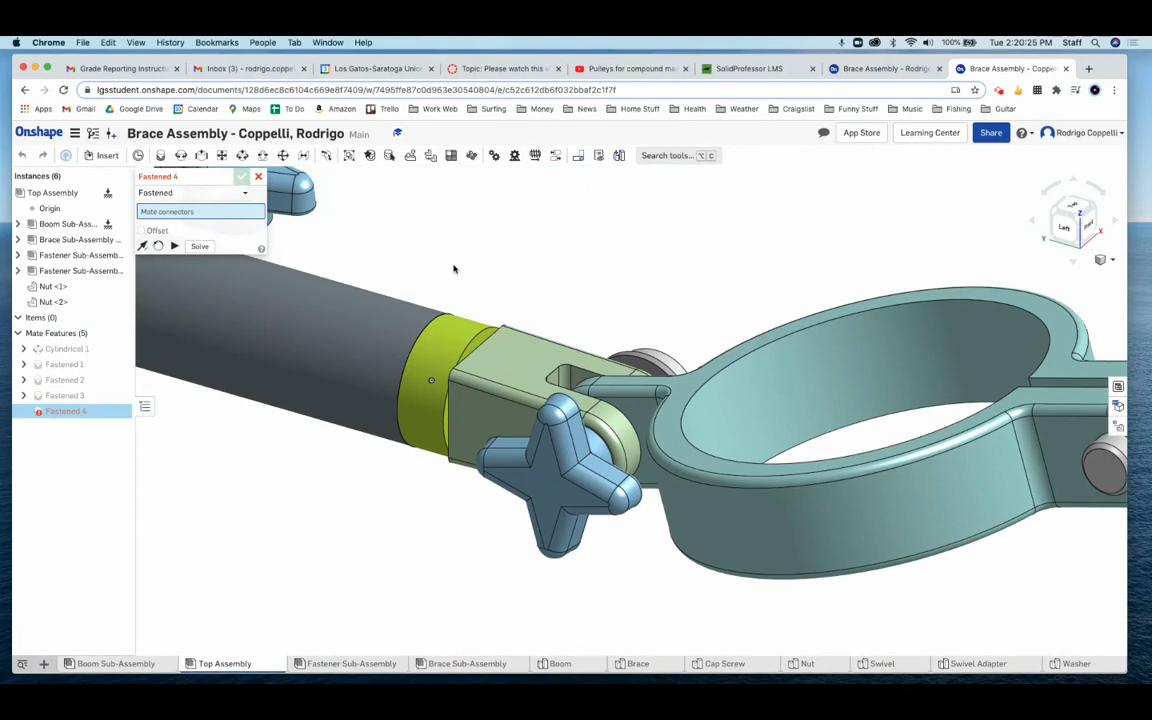 Chrome File Edit View History Bookmarks People Tab Window Help 100% Tue 2:20:25 PM Staff
Grade Reporting Instruct Inbox (3) - rodrigo.coppel Los Gatos-Saratoga Unio Topic: Please watch this v Pulleys for compound ma SolidProfessor LMS Brace Assembly - Rodrig Brace Assembly - Coppel
lgsstudent.onshape.com/documents/128d6ec8c6104c669e8f7409/w/7495ffe87c0d963e30540804/e/c52c612db6f032bbaf2c1f7f
Apps Gmail Google Drive Calendar Maps Amazon Trello Work Web Surfing Money News Home Stuff Health Weather Craigslist Funny Stuff Music Fishing Guitar
Onshape Brace Assembly - Coppelli, Rodrigo Main App Store Learning Center Share Rodrigo Coppelli
Insert Search tools... C
Instances (6)
Fastened 4
Top Assembly
Fastened
Origin
Mate connectors
Boom Sub-Ass...
Offset
Brace Sub-Assembly ...
Solve
Fastener Sub-Assemb...
Fastener Sub-Assemb...
Nut <1>
Nut <2>
Items (0)
Mate Features (5)
Cylindrical 1
Fastened 1
Fastened 2
Fastened 3
Fastened 4
Left
Front
Z
Y
X
Boom Sub-Assembly Top Assembly Fastener Sub-Assembly Brace Sub-Assembly Boom Brace Cap Screw Nut Swivel Swivel Adapter Washer